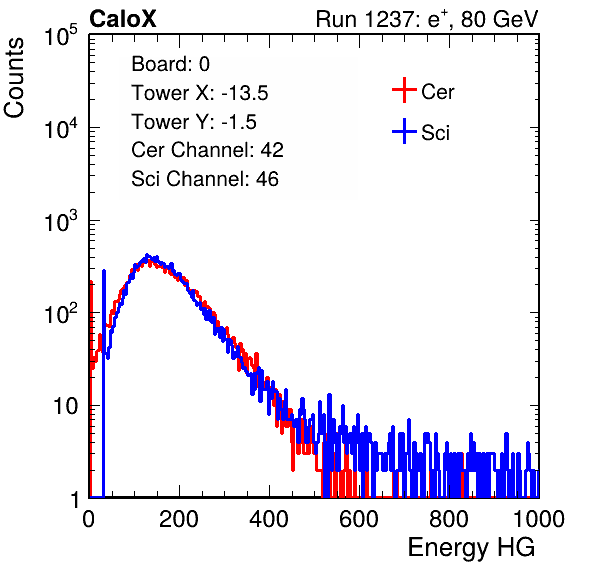 CaloX Run 1237: e⁺, 80 GeV
Counts
10⁵
10⁴
10³
10²
10
1
Board: 0
Tower X: -13.5
Tower Y: -1.5
Cer Channel: 42
Sci Channel: 46
Cer
Sci
0 200 400 600 800 1000
Energy HG